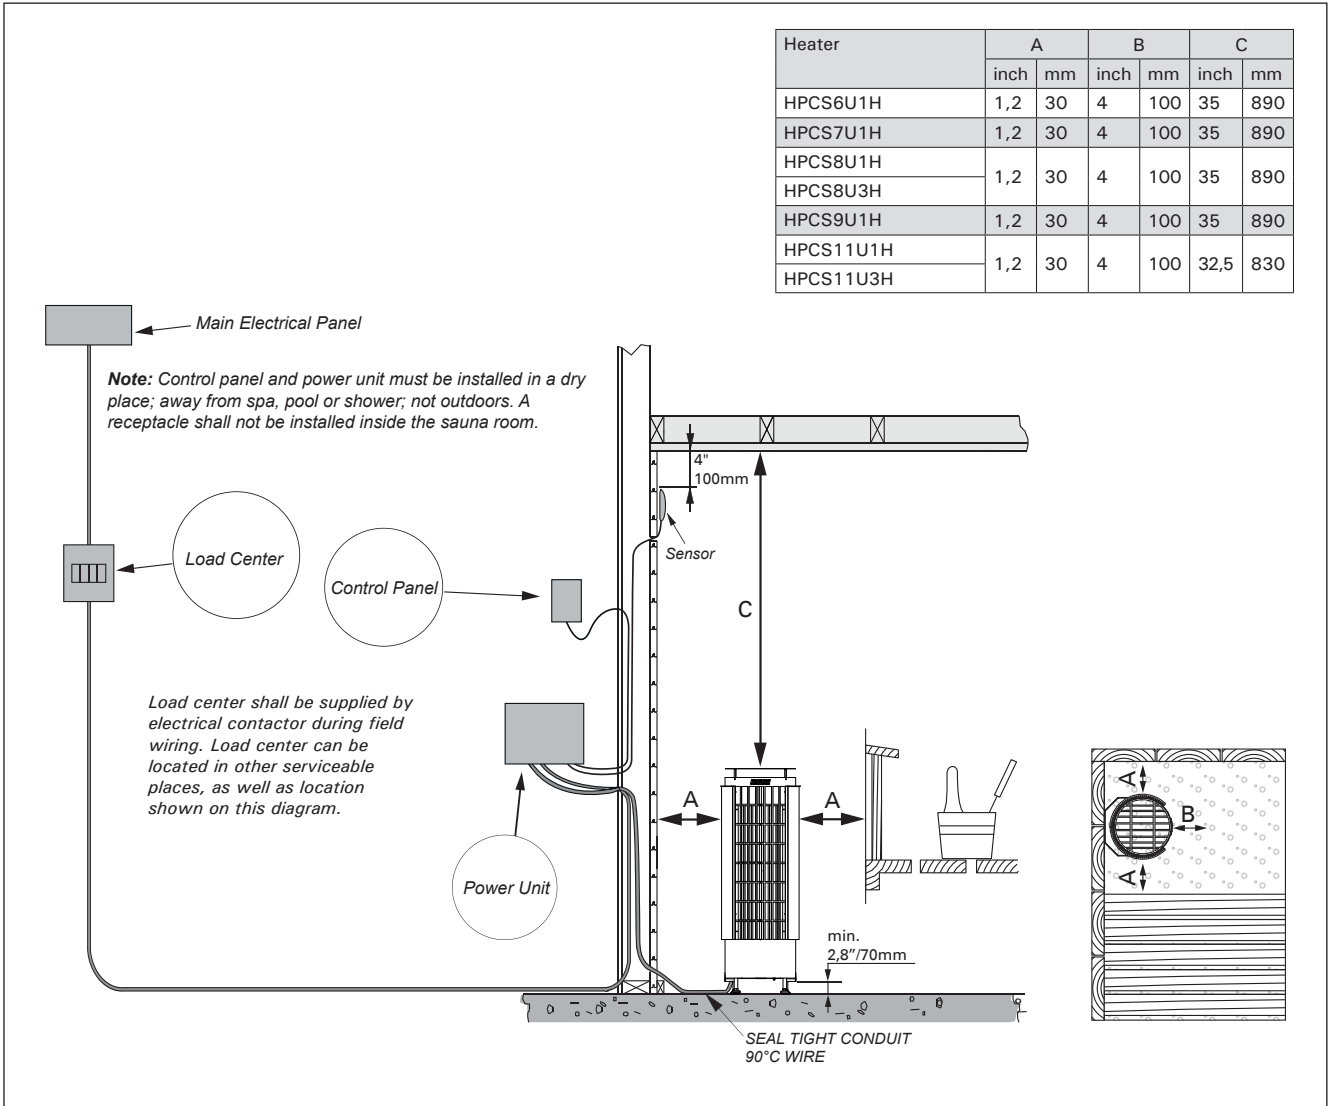 Heater A B C
inch mm inch mm inch mm
HPCS6U1H 1,2 30 4 100 35 890
HPCS7U1H 1,2 30 4 100 35 890
HPCS8U1H
1,2 30 4 100 35 890
HPCS8U3H
HPCS9U1H 1,2 30 4 100 35 890
HPCS11U1H
1,2 30 4 100 32,5 830
HPCS11U3H
Main Electrical Panel
Note: Control panel and power unit must be installed in a dry
place; away from spa, pool or shower; not outdoors. A
receptacle shall not be installed inside the sauna room.
4"
100mm
Sensor
Load Center
Control Panel
C
Load center shall be supplied by
electrical contactor during field
wiring. Load center can be
located in other serviceable
places, as well as location
shown on this diagram.
A
A
A
B
A
Power Unit
min.
2,8”/70mm
SEAL TIGHT CONDUIT
90°C WIRE